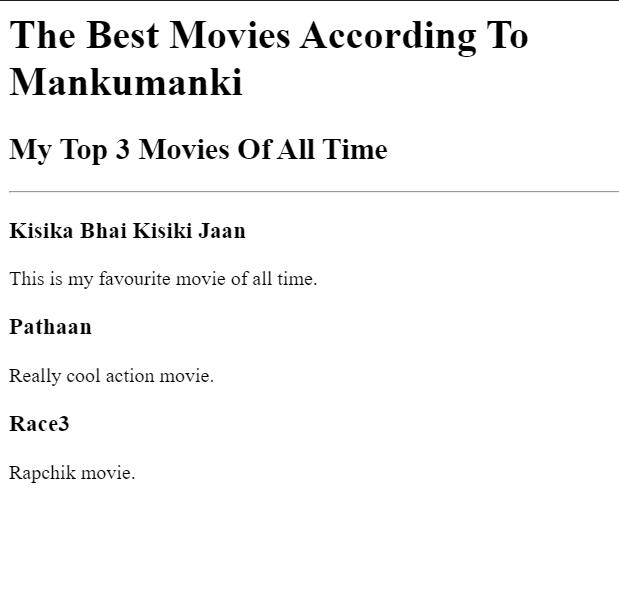 The Best Movies According To
Mankumanki
My Top 3 Movies Of All Time
Kisika Bhai Kisiki Jaan
This is my favourite movie of all time.
Pathaan
Really cool action movie.
Race3
Rapchik movie.